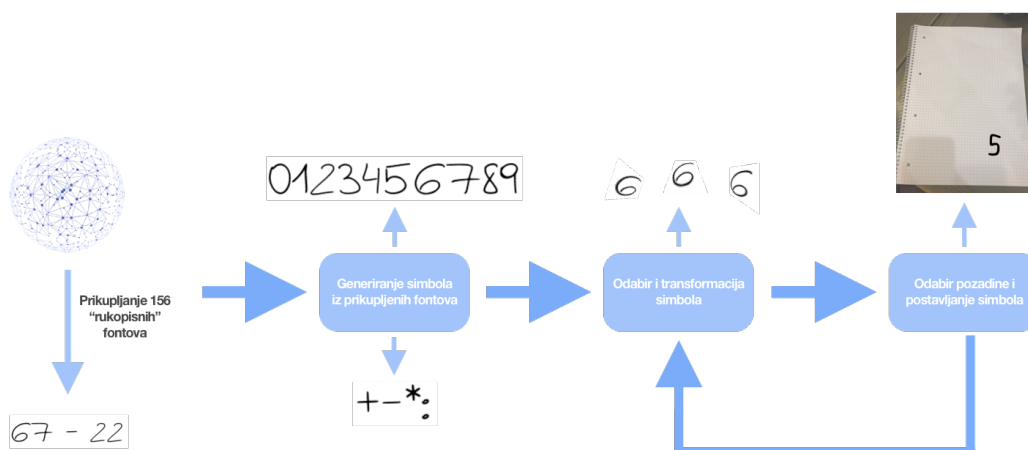 0123456789
5
6 6 6
Generiranje simbola
iz prikupljenih fontova
Odabir i transformacija
simbola
Odabir pozadine i
postavljanje simbola
Prikupljanje 156
“rukopisnih”
fontova
+-*:
67 - 22